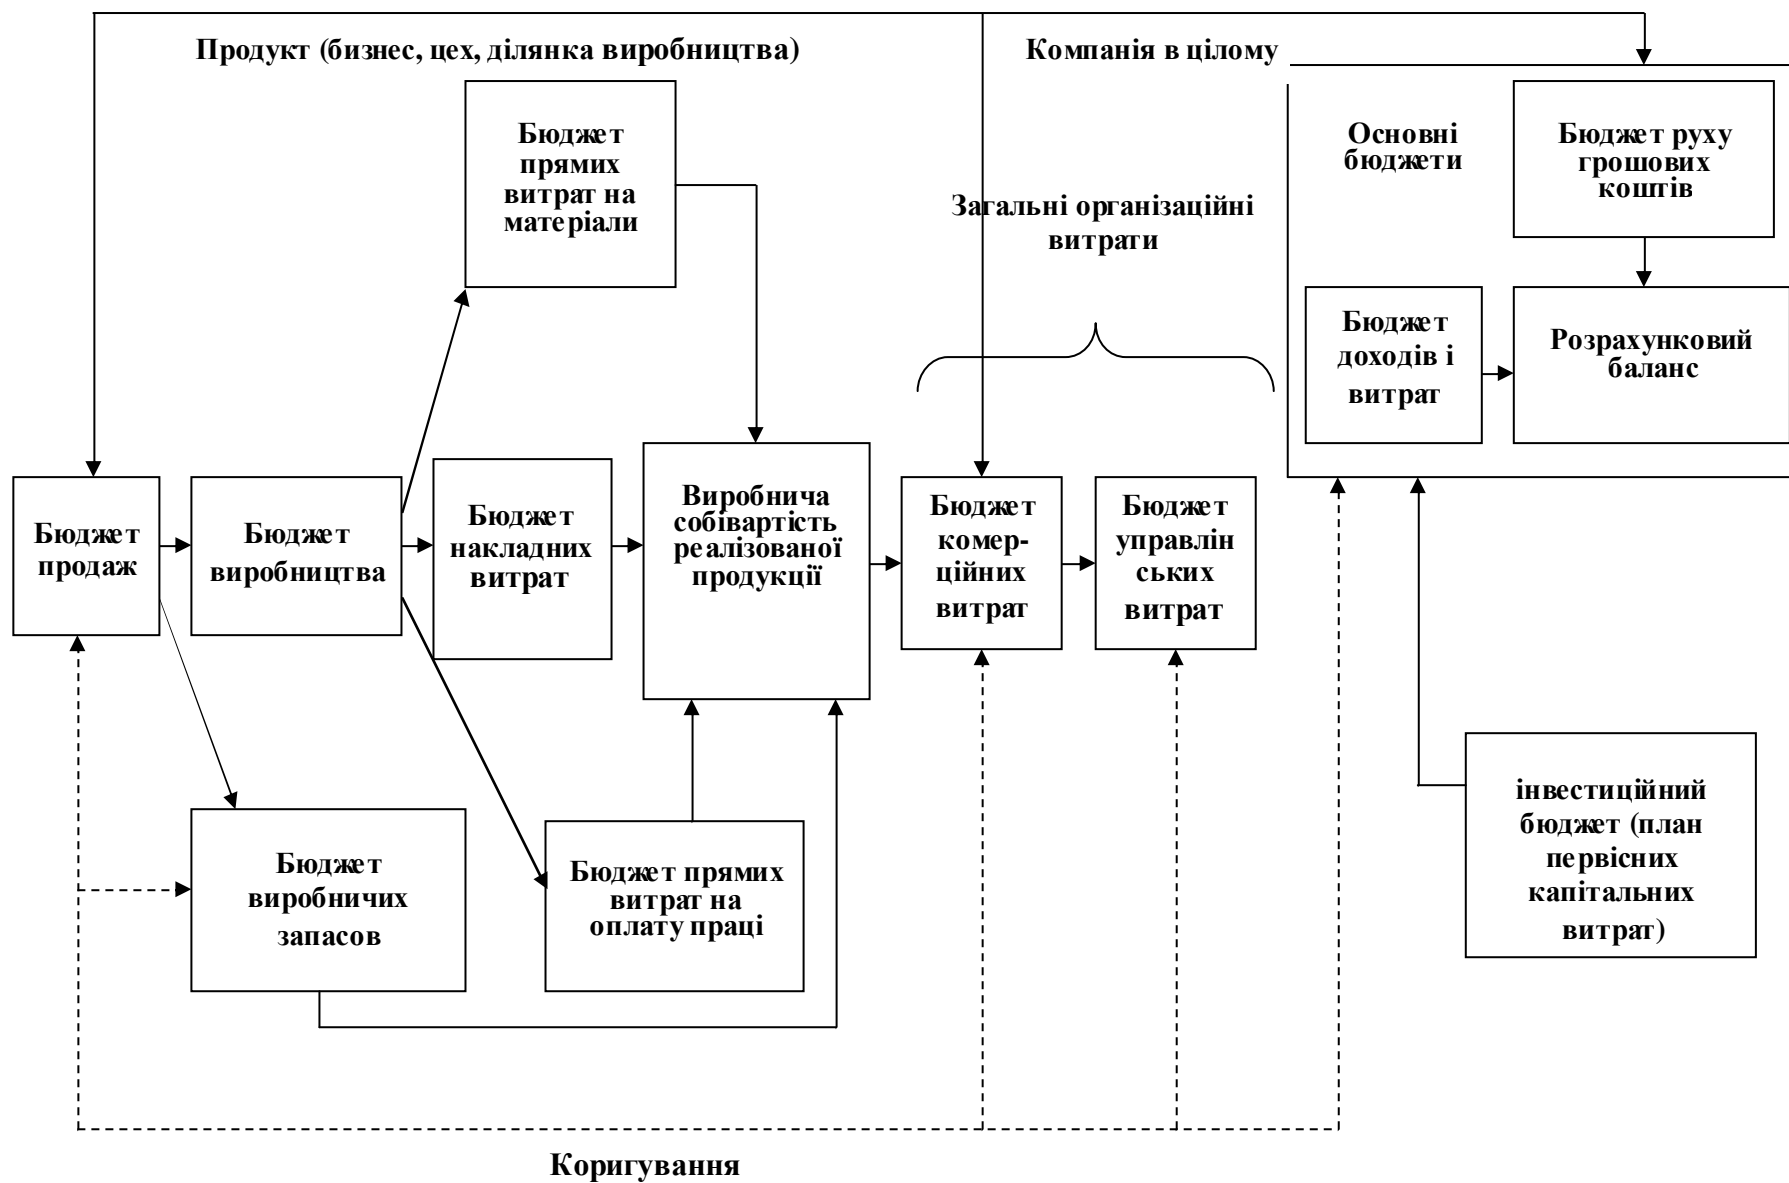 Продукт (бизнес, цех, ділянка виробництва)
Компанія в цілому
Бюджет
прямих
витрат на
матеріали
Основні
бюджети
Бюджет руху
грошових
коштів
Загальні організаційні
витрати
Бюджет
доходів і
витрат
Розрахунковий
баланс
Бюджет
продаж
Бюджет
виробництва
Бюджет
накладних
витрат
Виробнича
собівартість
реалізованої
продукції
Бюджет
комер-
ційних
витрат
Бюджет
управлін
ських
витрат
Бюджет
виробничих
запасов
Бюджет прямих
витрат на
оплату праці
інвестиційний
бюджет (план
первісних
капітальних
витрат)
Коригування